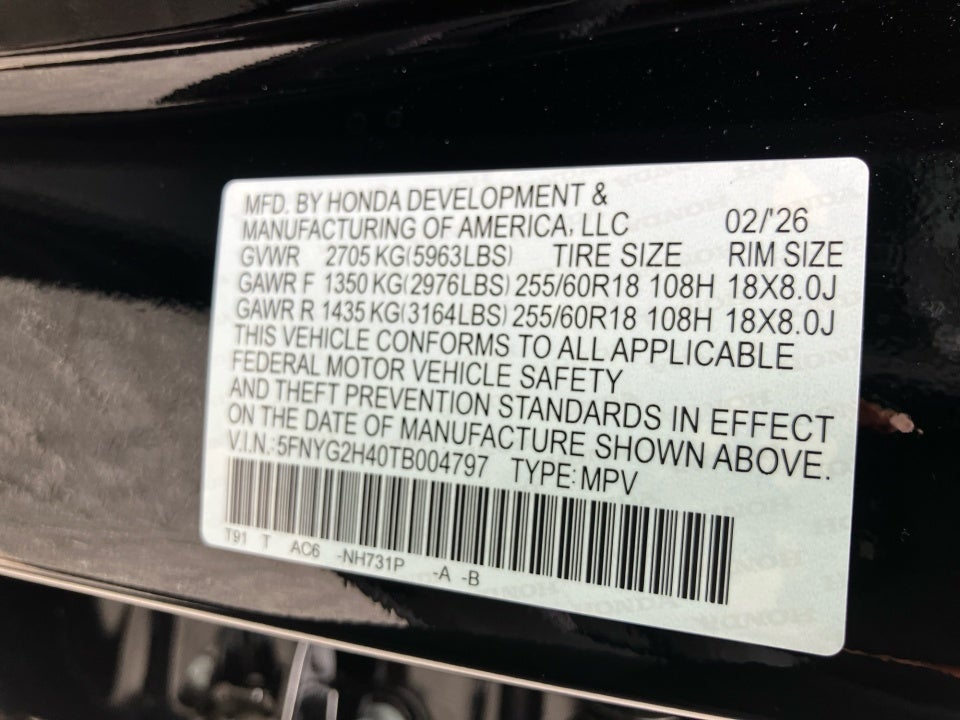 MFD. BY HONDA DEVELOPMENT &
MANUFACTURING OF AMERICA, LLC 02/'26
GVWR 2705 KG(5963LBS) TIRE SIZE RIM SIZE
GAWR F 1350 KG(2976LBS) 255/60R18 108H 18X8.0J
GAWR R 1435 KG(3164LBS) 255/60R18 108H 18X8.0J
THIS VEHICLE CONFORMS TO ALL APPLICABLE
FEDERAL MOTOR VEHICLE SAFETY
AND THEFT PREVENTION STANDARDS IN EFFECT
ON THE DATE OF MANUFACTURE SHOWN ABOVE.
V.I.N.: 5FNYG2H40TB004797 TYPE: MPV
T91 T AC6 -NH731P -A -B